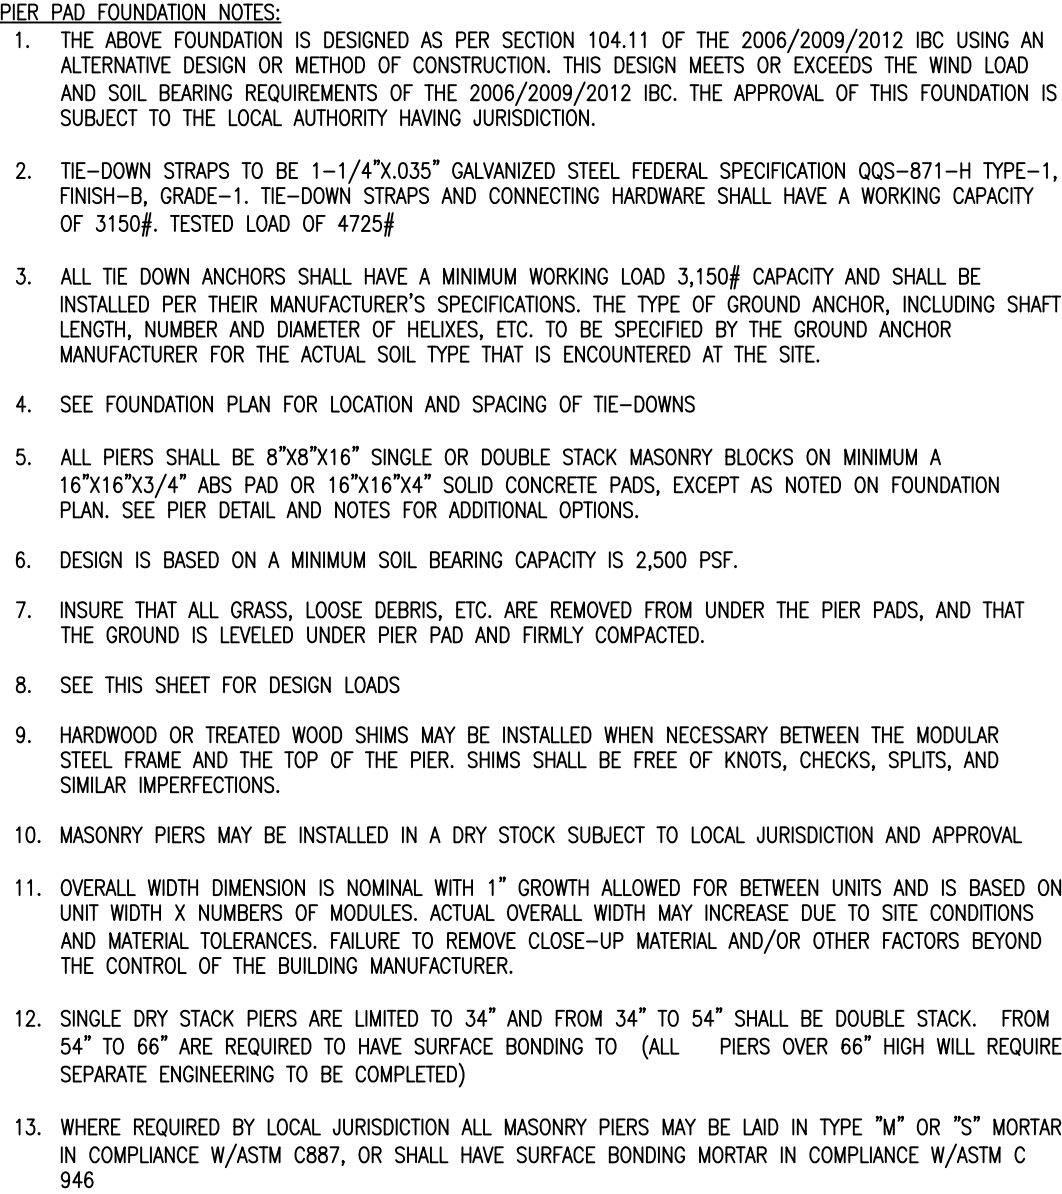 PIER PAD FOUNDATION NOTES:
1. THE ABOVE FOUNDATION IS DESIGNED AS PER SECTION 104.11 OF THE 2006/2009/2012 IBC USING AN
ALTERNATIVE DESIGN OR METHOD OF CONSTRUCTION. THIS DESIGN MEETS OR EXCEEDS THE WIND LOAD
AND SOIL BEARING REQUIREMENTS OF THE 2006/2009/2012 IBC. THE APPROVAL OF THIS FOUNDATION IS
SUBJECT TO THE LOCAL AUTHORITY HAVING JURISDICTION.
2. TIE-DOWN STRAPS TO BE 1-1/4"X.035" GALVANIZED STEEL FEDERAL SPECIFICATION QQS-871-H TYPE-1,
FINISH-B, GRADE-1. TIE-DOWN STRAPS AND CONNECTING HARDWARE SHALL HAVE A WORKING CAPACITY
OF 3150#. TESTED LOAD OF 4725#
3. ALL TIE DOWN ANCHORS SHALL HAVE A MINIMUM WORKING LOAD 3,150# CAPACITY AND SHALL BE
INSTALLED PER THEIR MANUFACTURER'S SPECIFICATIONS. THE TYPE OF GROUND ANCHOR, INCLUDING SHAFT
LENGTH, NUMBER AND DIAMETER OF HELIXES, ETC. TO BE SPECIFIED BY THE GROUND ANCHOR
MANUFACTURER FOR THE ACTUAL SOIL TYPE THAT IS ENCOUNTERED AT THE SITE.
4. SEE FOUNDATION PLAN FOR LOCATION AND SPACING OF TIE-DOWNS
5. ALL PIERS SHALL BE 8"X8"X16" SINGLE OR DOUBLE STACK MASONRY BLOCKS ON MINIMUM A
16"X16"X3/4" ABS PAD OR 16"X16"X4" SOLID CONCRETE PADS, EXCEPT AS NOTED ON FOUNDATION
PLAN. SEE PIER DETAIL AND NOTES FOR ADDITIONAL OPTIONS.
6. DESIGN IS BASED ON A MINIMUM SOIL BEARING CAPACITY IS 2,500 PSF.
7. INSURE THAT ALL GRASS, LOOSE DEBRIS, ETC. ARE REMOVED FROM UNDER THE PIER PADS, AND THAT
THE GROUND IS LEVELED UNDER PIER PAD AND FIRMLY COMPACTED.
8. SEE THIS SHEET FOR DESIGN LOADS
9. HARDWOOD OR TREATED WOOD SHIMS MAY BE INSTALLED WHEN NECESSARY BETWEEN THE MODULAR
STEEL FRAME AND THE TOP OF THE PIER. SHIMS SHALL BE FREE OF KNOTS, CHECKS, SPLITS, AND
SIMILAR IMPERFECTIONS.
10. MASONRY PIERS MAY BE INSTALLED IN A DRY STOCK SUBJECT TO LOCAL JURISDICTION AND APPROVAL
11. OVERALL WIDTH DIMENSION IS NOMINAL WITH 1" GROWTH ALLOWED FOR BETWEEN UNITS AND IS BASED ON
UNIT WIDTH X NUMBERS OF MODULES. ACTUAL OVERALL WIDTH MAY INCREASE DUE TO SITE CONDITIONS
AND MATERIAL TOLERANCES. FAILURE TO REMOVE CLOSE-UP MATERIAL AND/OR OTHER FACTORS BEYOND
THE CONTROL OF THE BUILDING MANUFACTURER.
12. SINGLE DRY STACK PIERS ARE LIMITED TO 34" AND FROM 34" TO 54" SHALL BE DOUBLE STACK. FROM
54" TO 66" ARE REQUIRED TO HAVE SURFACE BONDING TO (ALL PIERS OVER 66" HIGH WILL REQUIRE
SEPARATE ENGINEERING TO BE COMPLETED)
13. WHERE REQUIRED BY LOCAL JURISDICTION ALL MASONRY PIERS MAY BE LAID IN TYPE "M" OR "S" MORTAR
IN COMPLIANCE W/ASTM C887, OR SHALL HAVE SURFACE BONDING MORTAR IN COMPLIANCE W/ASTM C
946